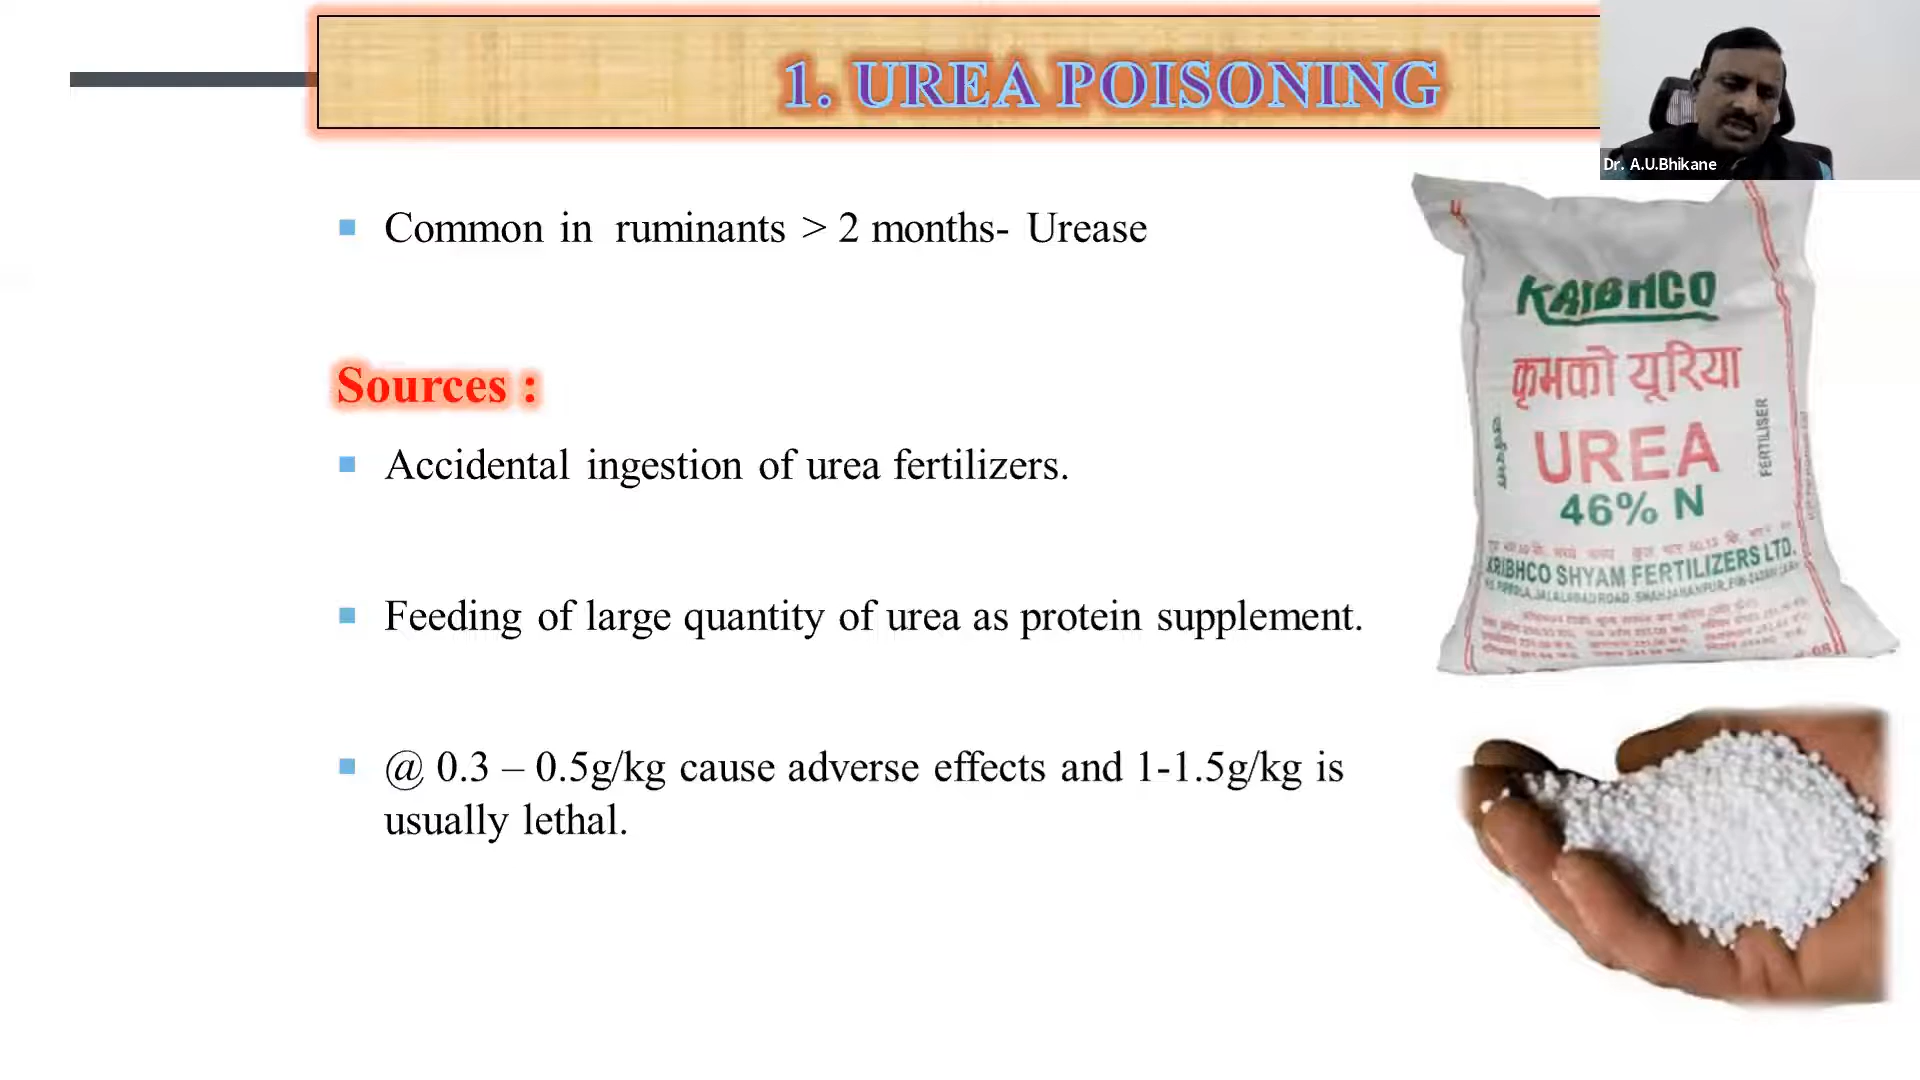 1. UREA POISONING
Dr. A.U.Bhikane
Common in ruminants > 2 months- Urease
Sources :
Accidental ingestion of urea fertilizers.
Feeding of large quantity of urea as protein supplement.
@ 0.3 – 0.5g/kg cause adverse effects and 1-1.5g/kg is
usually lethal.
KRIBHCO
कृभको यूरिया
UREA
FERTILISER
46% N
KRIBHCO SHYAM FERTILIZERS LTD.